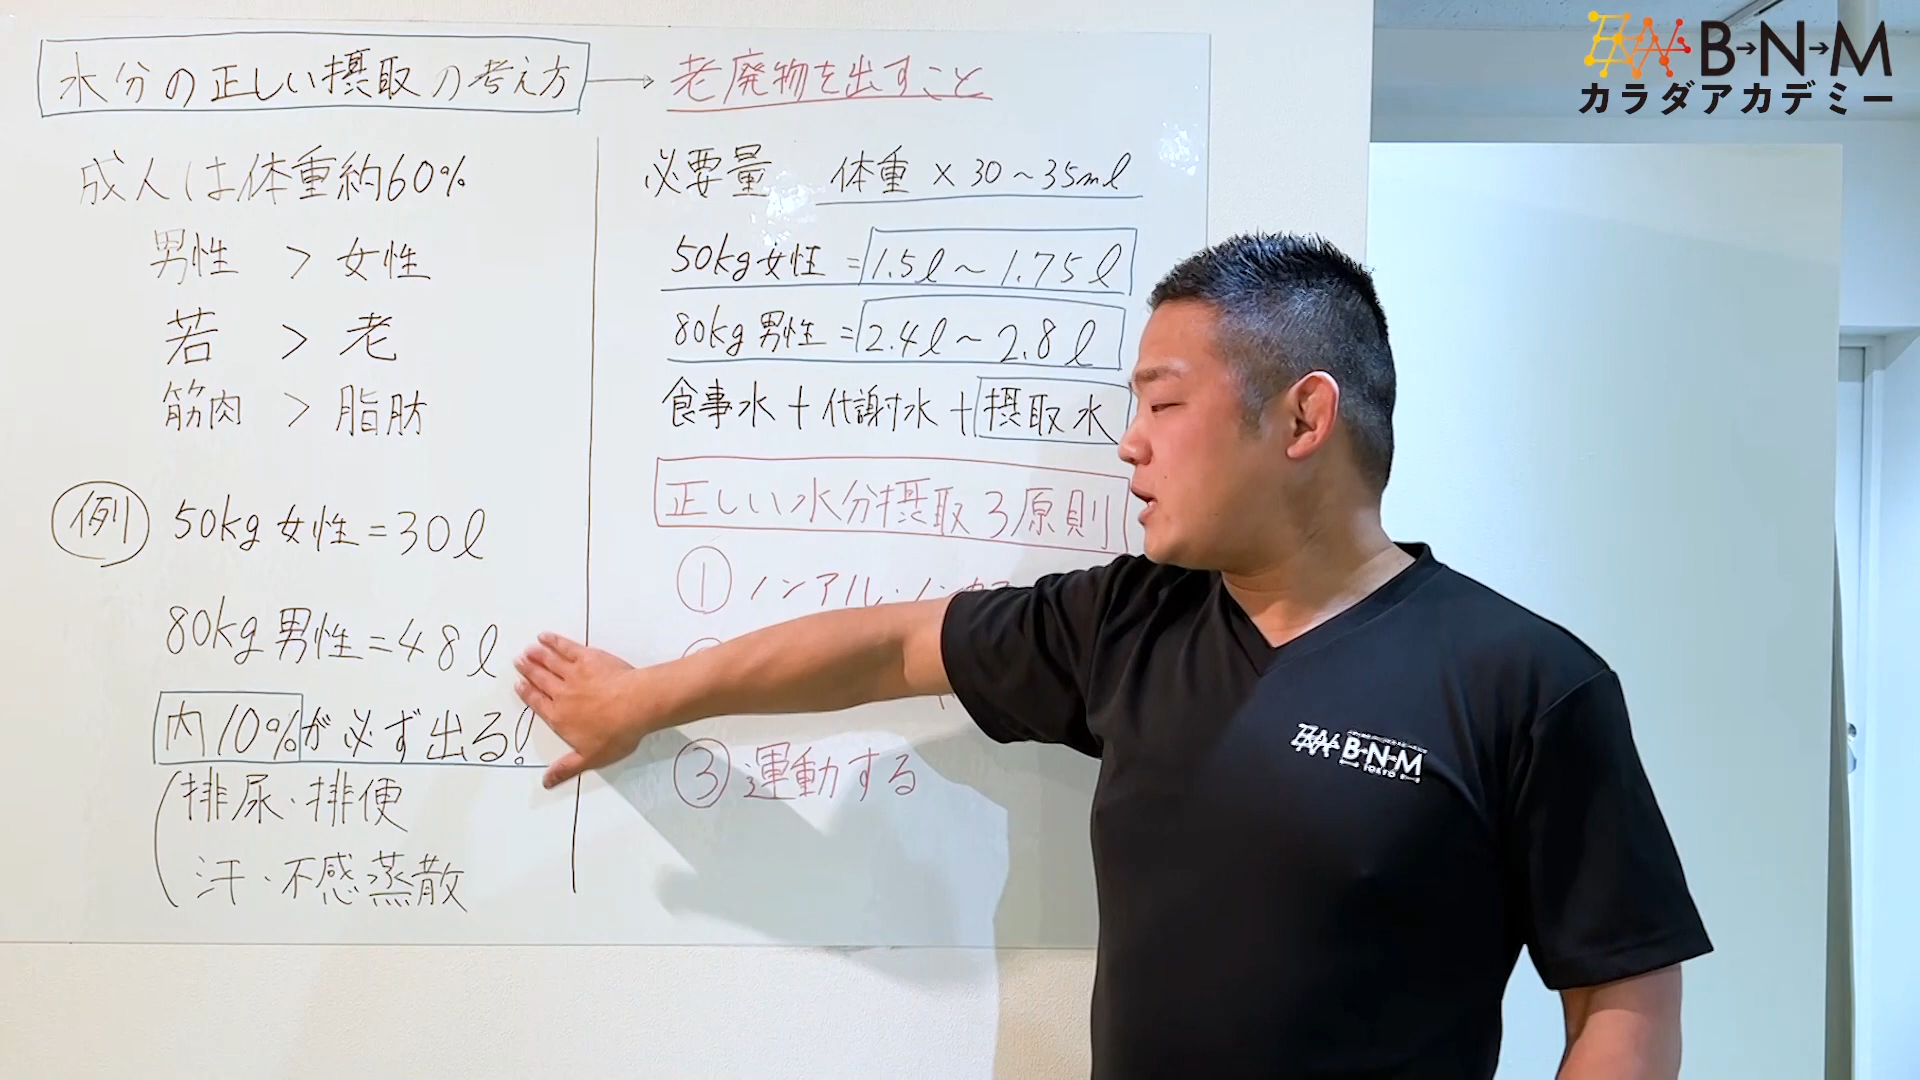 水分の正しい摂取の考え方 → 老廃物を出すこと
成人は体重約60%
男性 > 女性
若 > 老
筋肉 > 脂肪
例 50kg女性=30l
80kg男性=48l
内10%が必ず出る!
(排尿・排便
汗・不感蒸散
必要量 体重×30~35ml
50kg女性=1.5l~1.75l
80kg男性=2.4l~2.8l
食事水+代謝水+摂取水
正しい水分摂取3原則
① ノンアル・ノンカフ
③ 運動する
B→N→M
カラダアカデミー
B→N→M